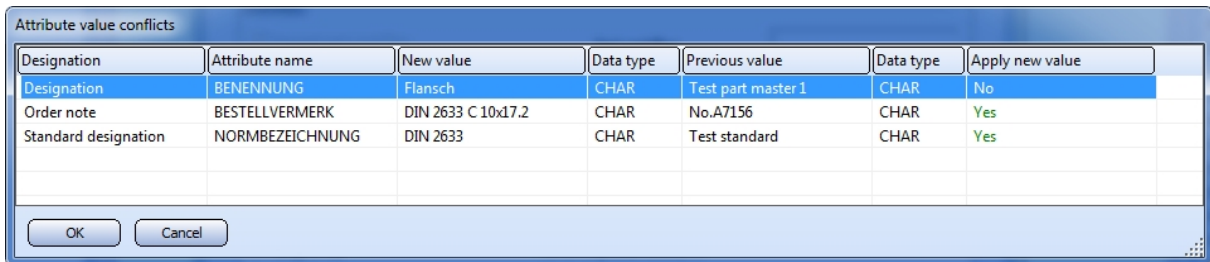 Attribute value conflicts
Designation Attribute name New value Data type Previous value Data type Apply new value
Designation BENENNUNG Flansch CHAR Test part master 1 CHAR No
Order note BESTELLVERMERK DIN 2633 C 10x17.2 CHAR No.A7156 CHAR Yes
Standard designation NORMBEZEICHNUNG DIN 2633 CHAR Test standard CHAR Yes
OK Cancel